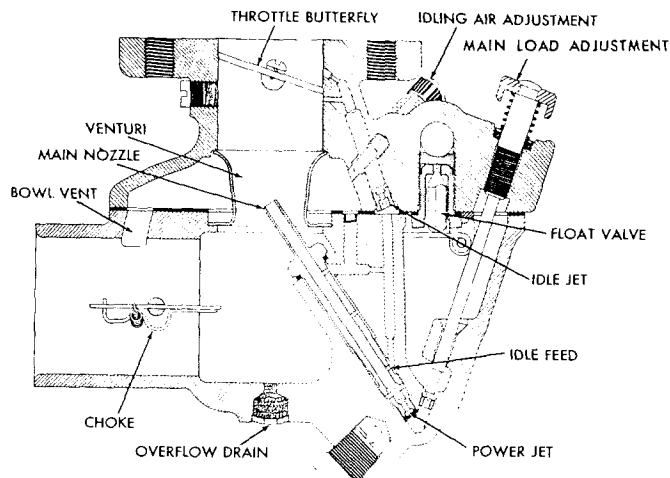 THROTTLE BUTTERFLY
IDLING AIR ADJUSTMENT
MAIN LOAD ADJUSTMENT
VENTURI
MAIN NOZZLE
BOWL VENT
FLOAT VALVE
IDLE JET
IDLE FEED
CHOKE
OVERFLOW DRAIN
POWER JET